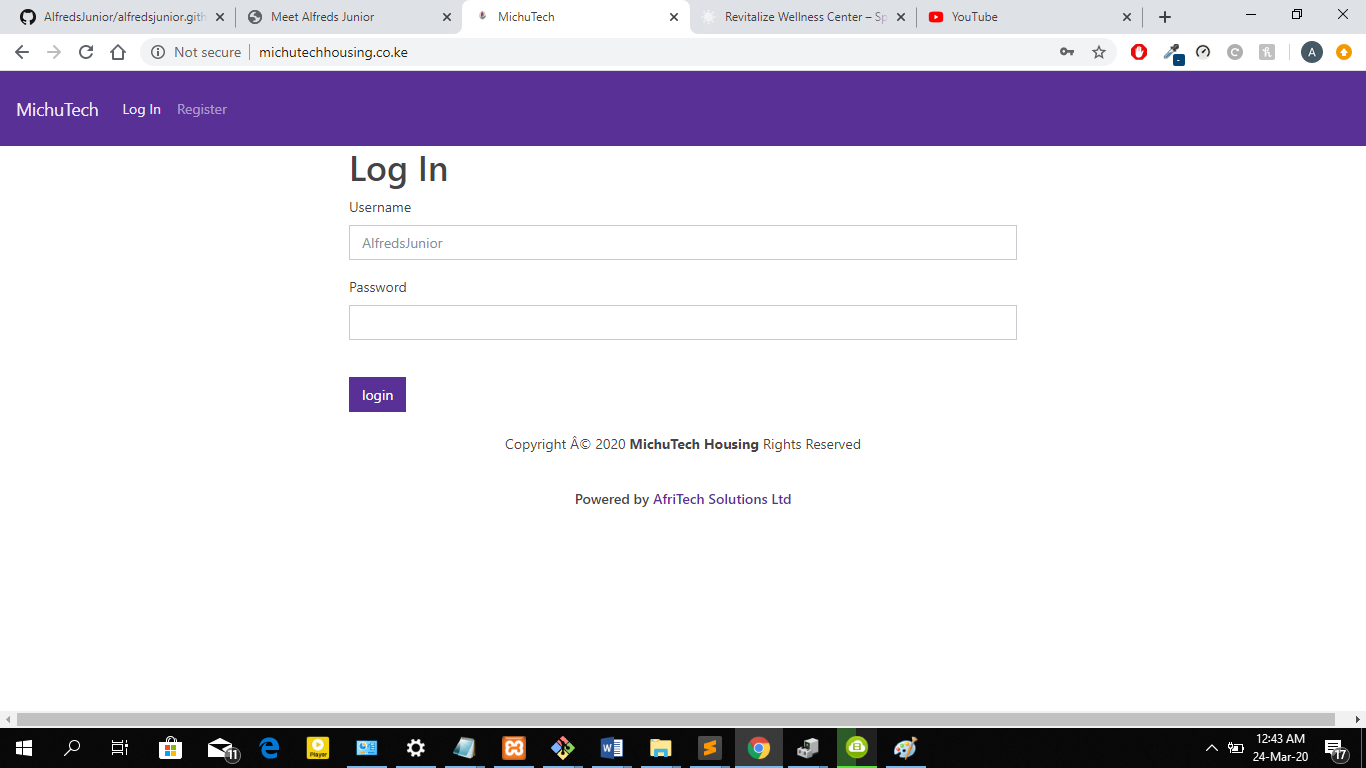 AlfredsJunior/alfredsjunior.gith
Meet Alfreds Junior
MichuTech
Revitalize Wellness Center – Sp
YouTube
Not secure
michutechhousing.co.ke
A
MichuTech
Log In
Register
Log In
Username
AlfredsJunior
Password
login
Copyright Â© 2020 MichuTech Housing Rights Reserved
Powered by AfriTech Solutions Ltd
11
Player
12:43 AM
24-Mar-20
17